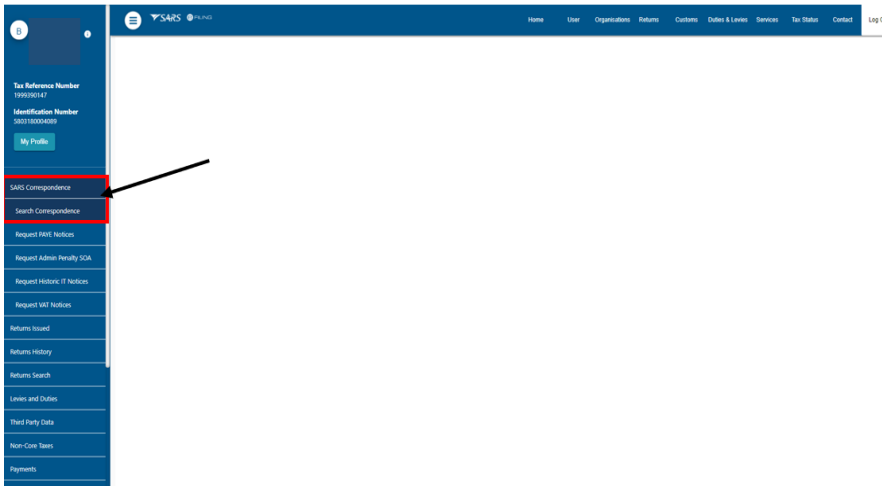 B
SARS eFILING
Home User Organisations Returns Customs Duties & Levies Services Tax Status Contact Log
Tax Reference Number
1999390147
Identification Number
5803180004089
My Profile
SARS Correspondence
Search Correspondence
Request PAYE Notices
Request Admin Penalty SOA
Request Historic IT Notices
Request VAT Notices
Returns Issued
Returns History
Returns Search
Levies and Duties
Third Party Data
Non-Core Taxes
Payments